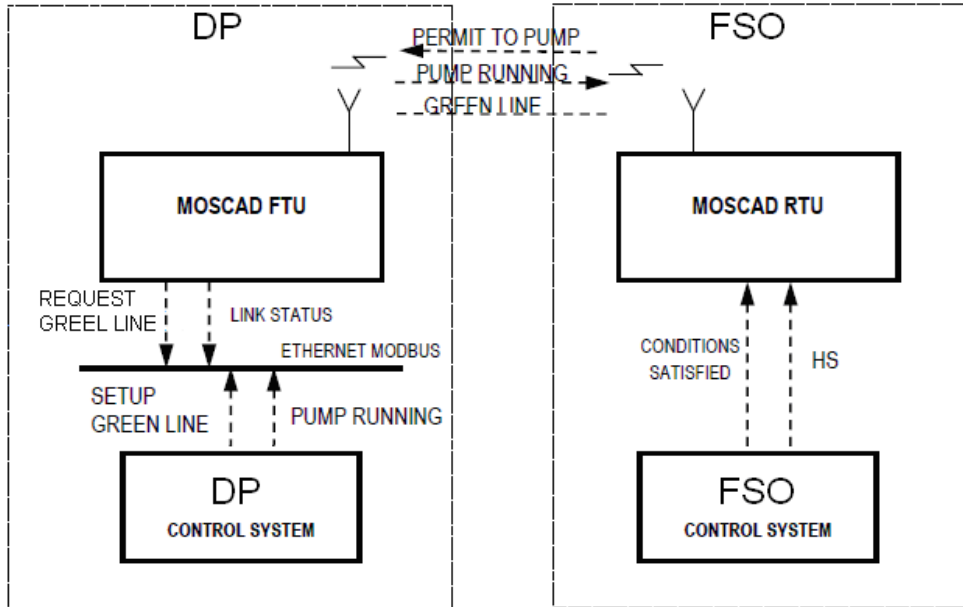 DP
FSO
PERMIT TO PUMP
PUMP RUNNING
GREEN LINE
MOSCAD FTU
MOSCAD RTU
REQUEST
GREEL LINE
LINK STATUS
ETHERNET MODBUS
SETUP
GREEN LINE
PUMP RUNNING
CONDITIONS
SATISFIED
HS
DP
CONTROL SYSTEM
FSO
CONTROL SYSTEM